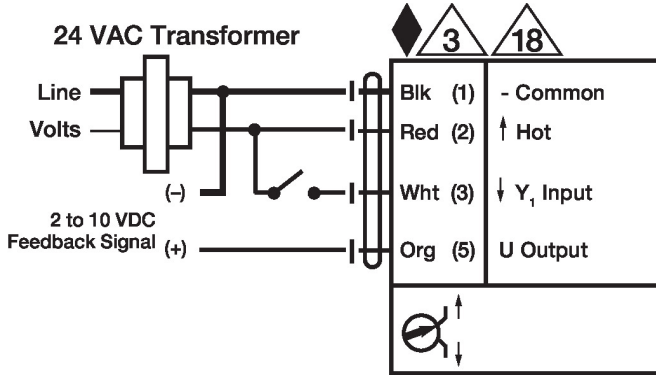 24 VAC Transformer
3 18
Line
Volts
Blk (1) - Common
Red (2) ↑ Hot
(–)
Wht (3) ↓ Y₁ Input
2 to 10 VDC
Feedback Signal (+)
Org (5) U Output